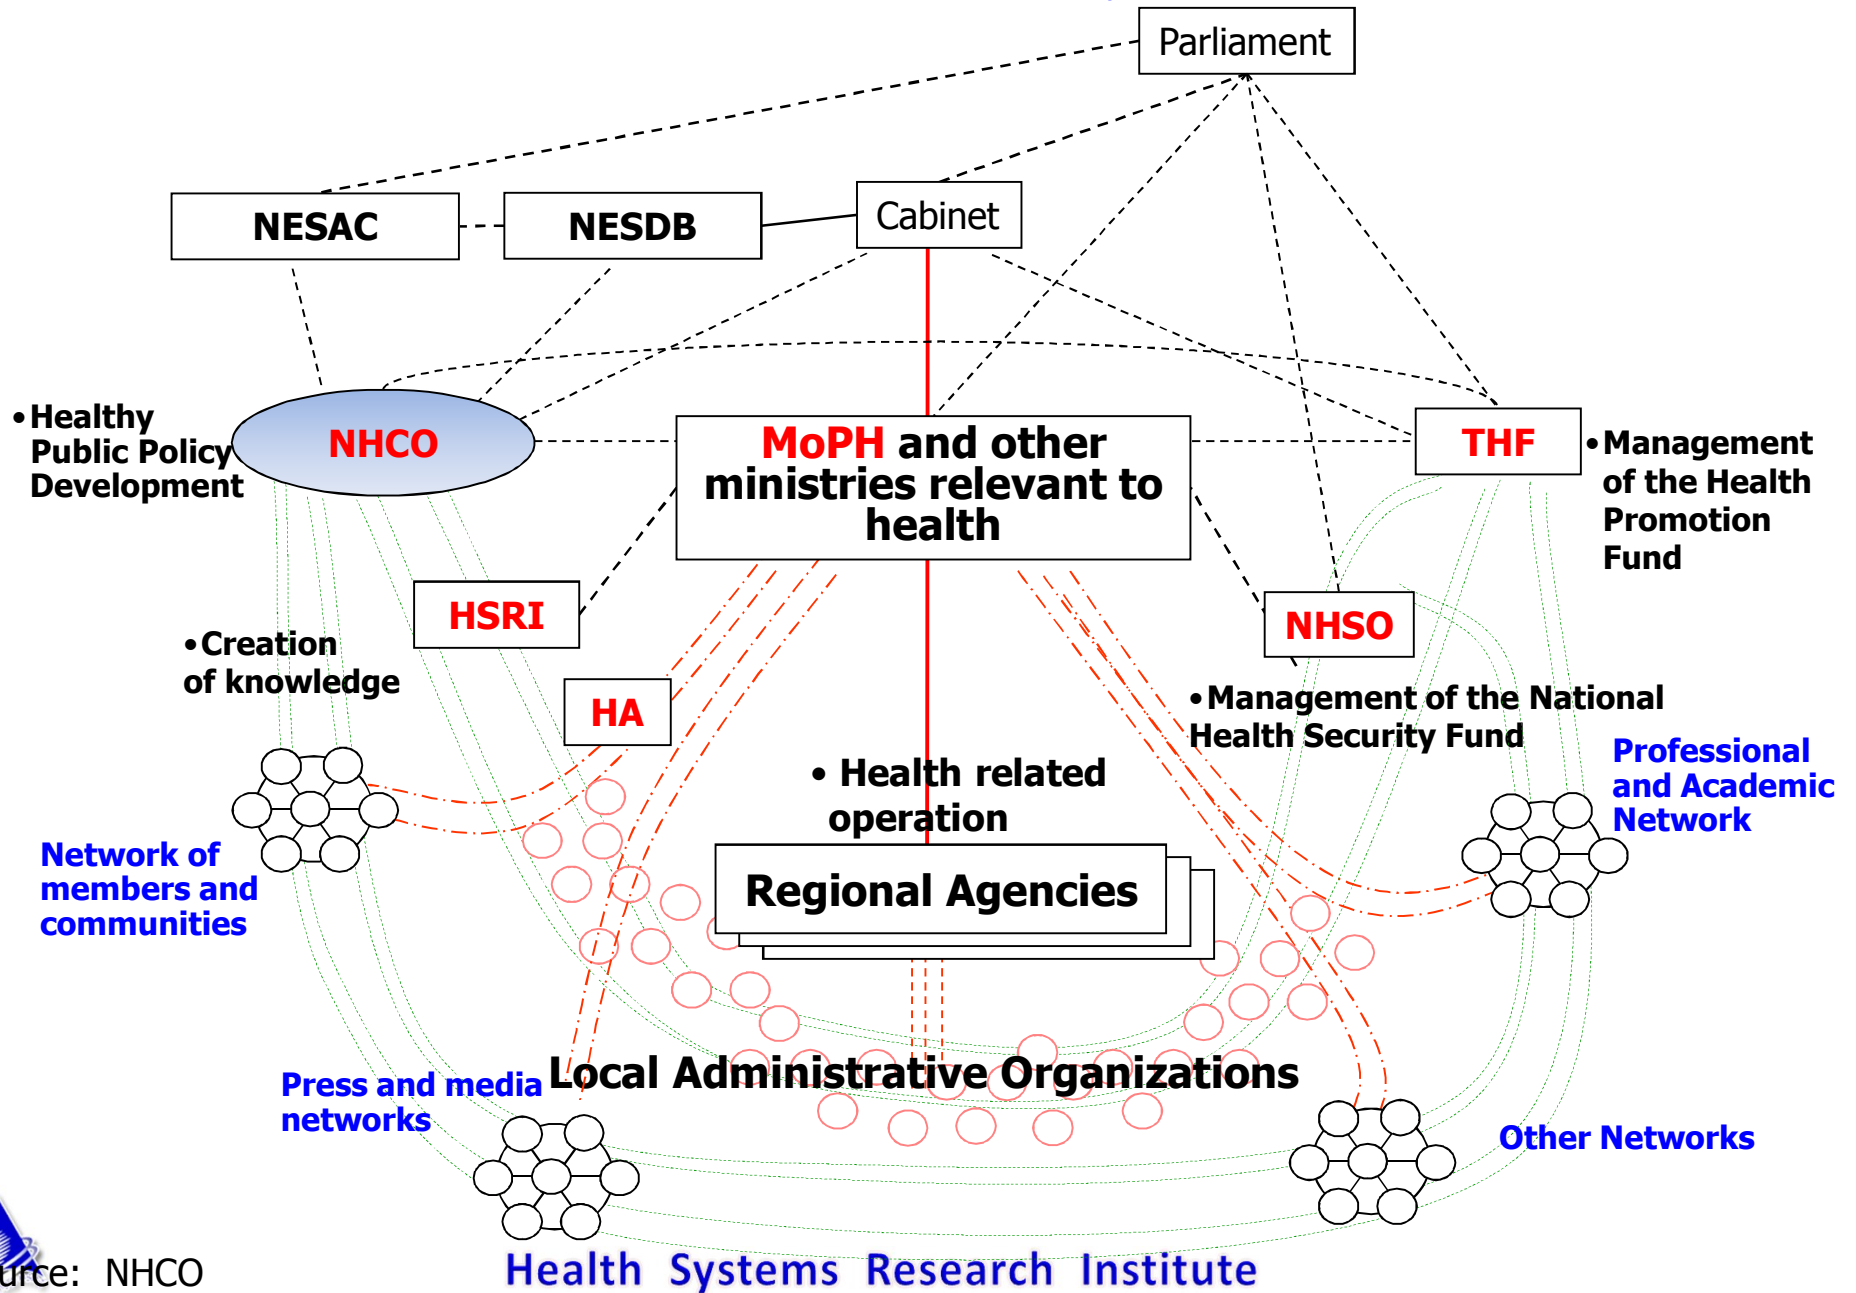 Parliament
NESAC
NESDB
Cabinet
•Healthy
Public Policy
Development
NHCO
MoPH and other
ministries relevant to
health
THF
•Management
of the Health
Promotion
Fund
HSRI
NHSO
•Creation
of knowledge
HA
•Management of the National
Health Security Fund
• Health related
operation
Professional
and Academic
Network
Network of
members and
communities
Regional Agencies
Local Administrative Organizations
Press and media
networks
Other Networks
urce: NHCO
Health Systems Research Institute